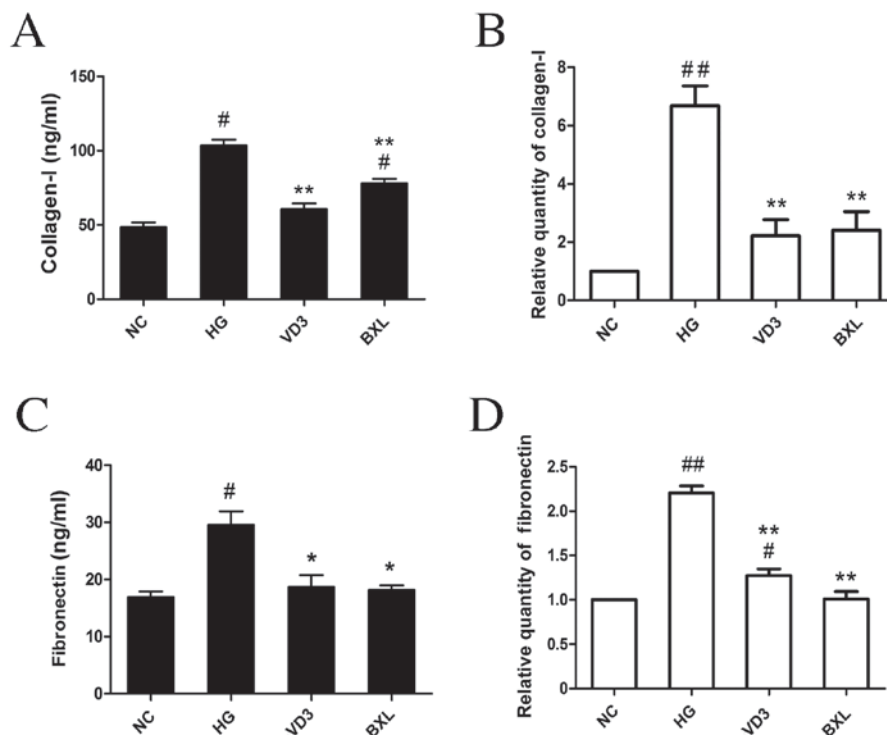 A
Collagen-I (ng/ml)
150
100
50
0
#
**
**
#
NC
HG
VD3
BXL
B
Relative quantity of collagen-I
8
6
4
2
0
##
**
**
NC
HG
VD3
BXL
C
Fibronectin (ng/ml)
40
30
20
10
0
#
*
*
NC
HG
VD3
BXL
D
Relative quantity of fibronectin
2.5
2.0
1.5
1.0
0.5
0
##
**
#
**
NC
HG
VD3
BXL